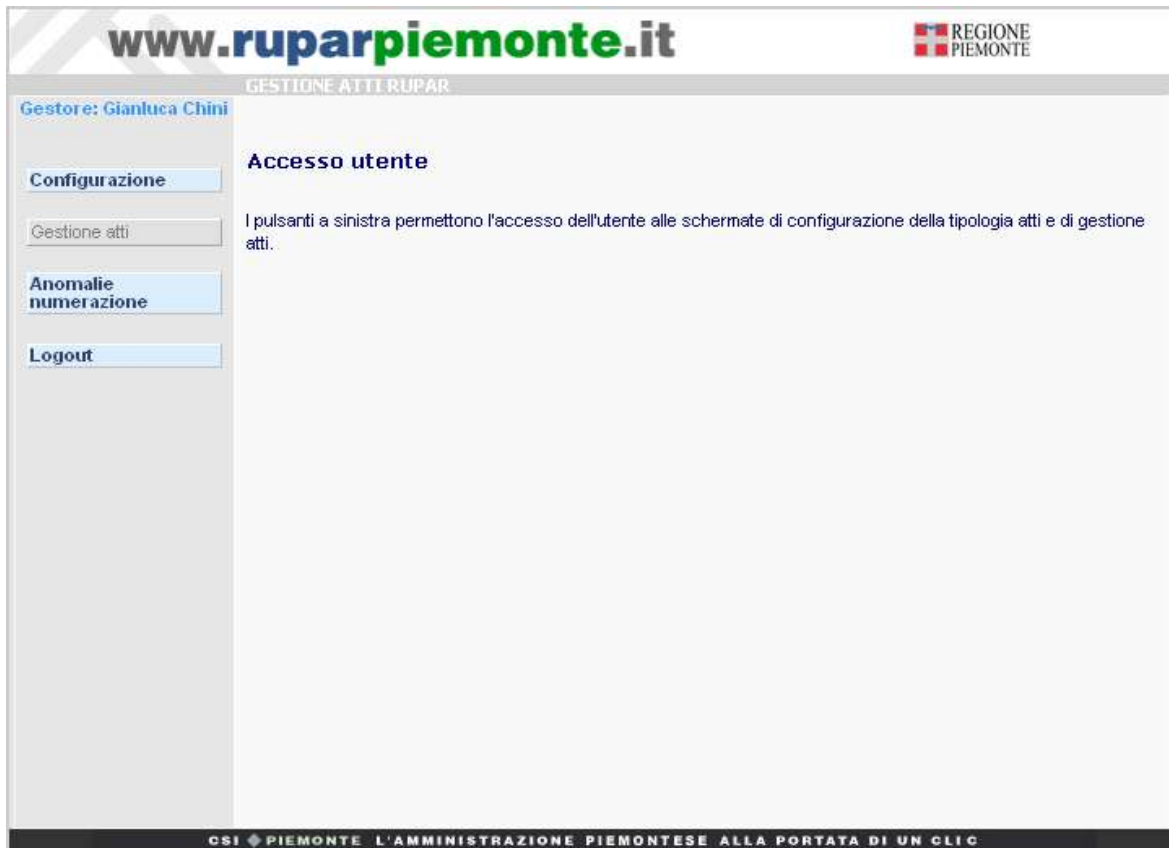 www.ruparpiemonte.it
REGIONE
PIEMONTE
GESTIONE ATTI RUPAR
Gestore: Gianluca Chini
Configurazione
Gestione atti
Anomalie
numerazione
Logout
Accesso utente
I pulsanti a sinistra permettono l'accesso dell'utente alle schermate di configurazione della tipologia atti e di gestione
atti.
CSI PIEMONTE L'AMMINISTRAZIONE PIEMONTESE ALLA PORTATA DI UN CLIC